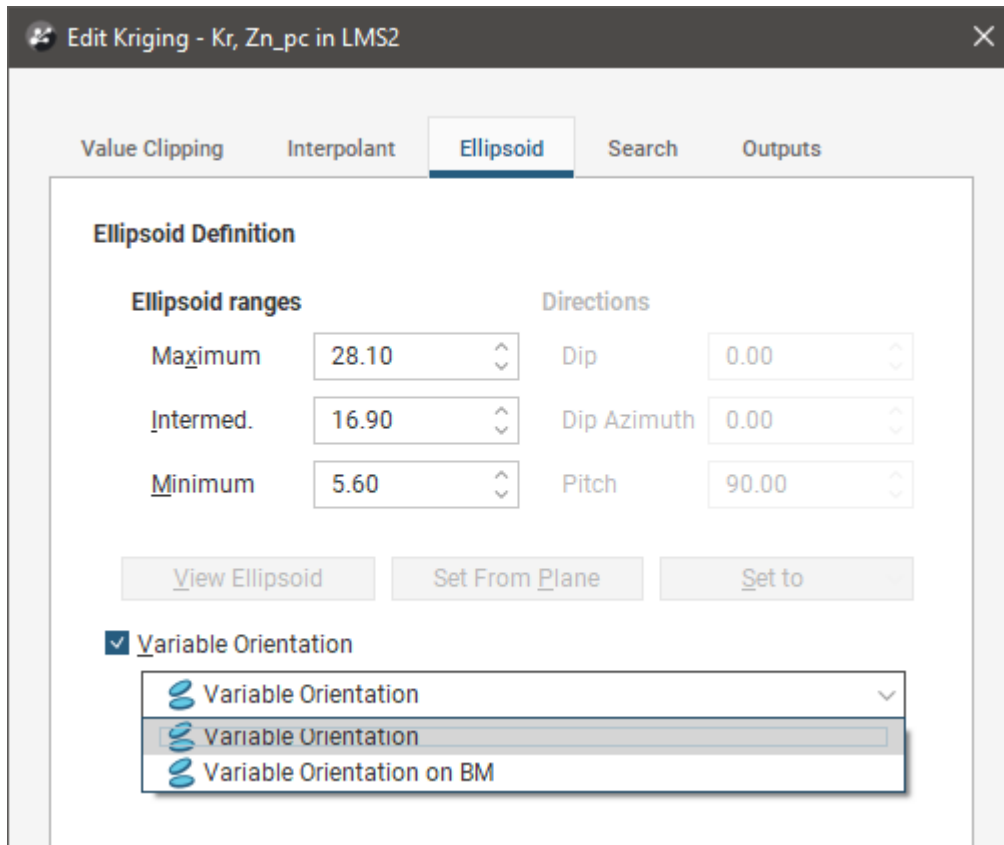 Edit Kriging - Kr, Zn_pc in LMS2
Value Clipping Interpolant Ellipsoid Search Outputs
Ellipsoid Definition
Ellipsoid ranges Directions
Maximum 28.10 Dip 0.00
Intermed. 16.90 Dip Azimuth 0.00
Minimum 5.60 Pitch 90.00
View Ellipsoid Set From Plane Set to
Variable Orientation
Variable Orientation
Variable Orientation
Variable Orientation on BM